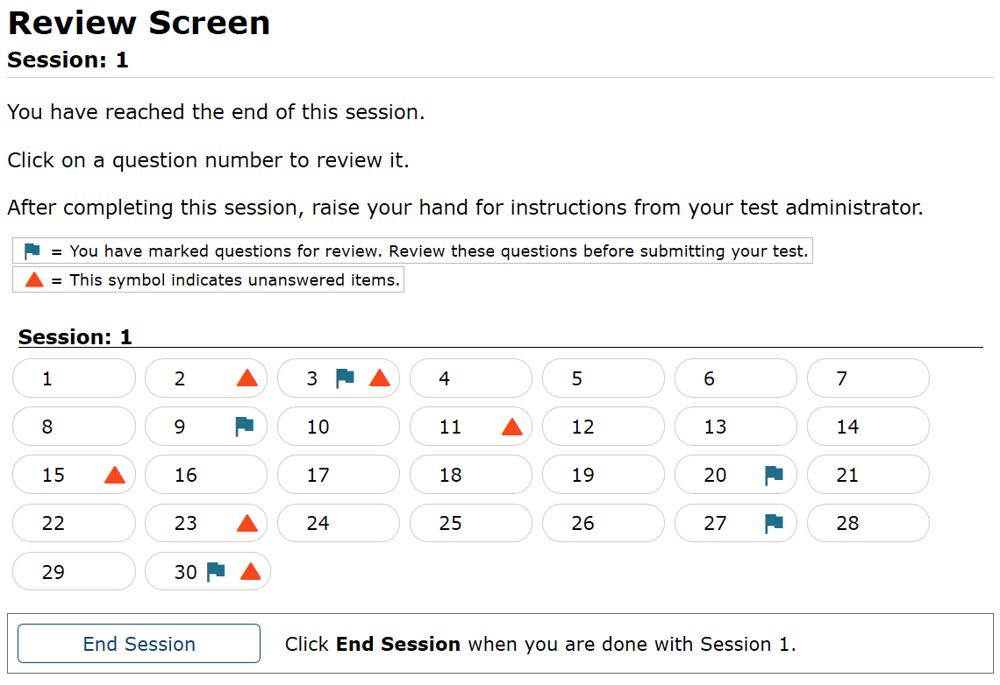 Review Screen
Session: 1
You have reached the end of this session.
Click on a question number to review it.
After completing this session, raise your hand for instructions from your test administrator.
= You have marked questions for review. Review these questions before submitting your test.
= This symbol indicates unanswered items.
Session: 1
1 2 3 4 5 6 7
8 9 10 11 12 13 14
15 16 17 18 19 20 21
22 23 24 25 26 27 28
29 30
End Session Click End Session when you are done with Session 1.